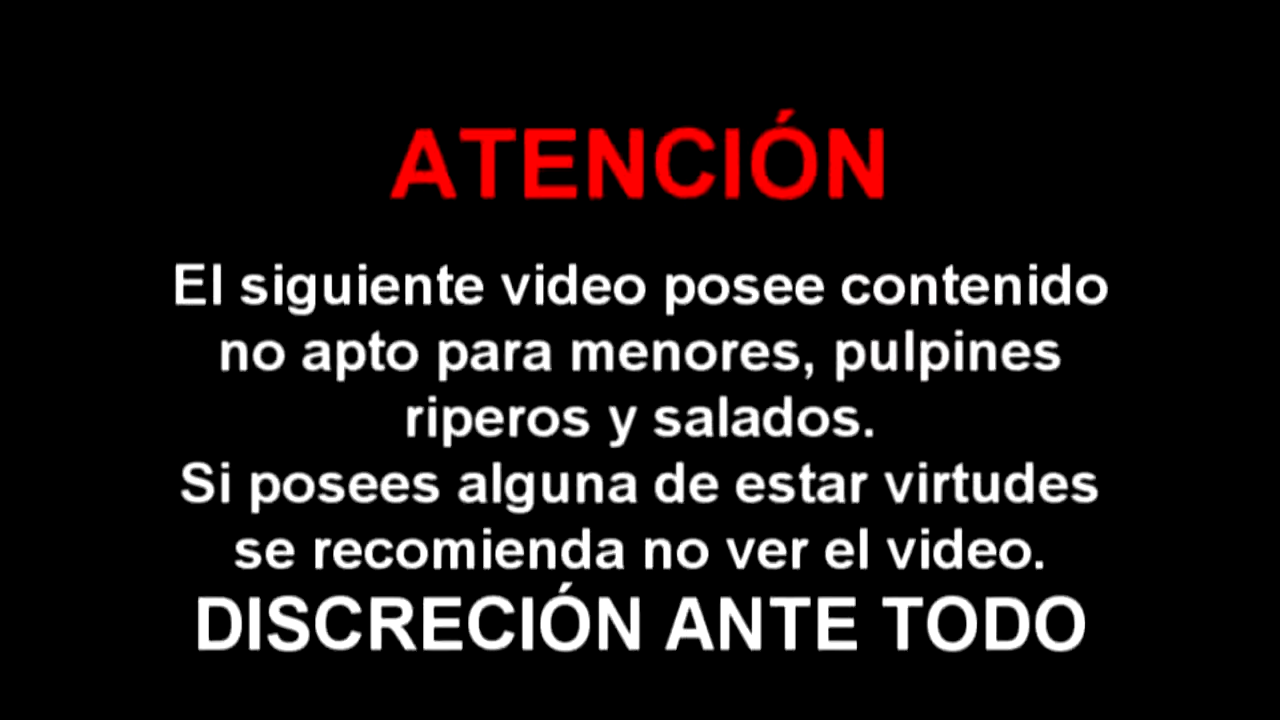 ATENCIÓN
El siguiente video posee contenido
no apto para menores, pulpines
riperos y salados.
Si posees alguna de estar virtudes
se recomienda no ver el video.
DISCRECIÓN ANTE TODO